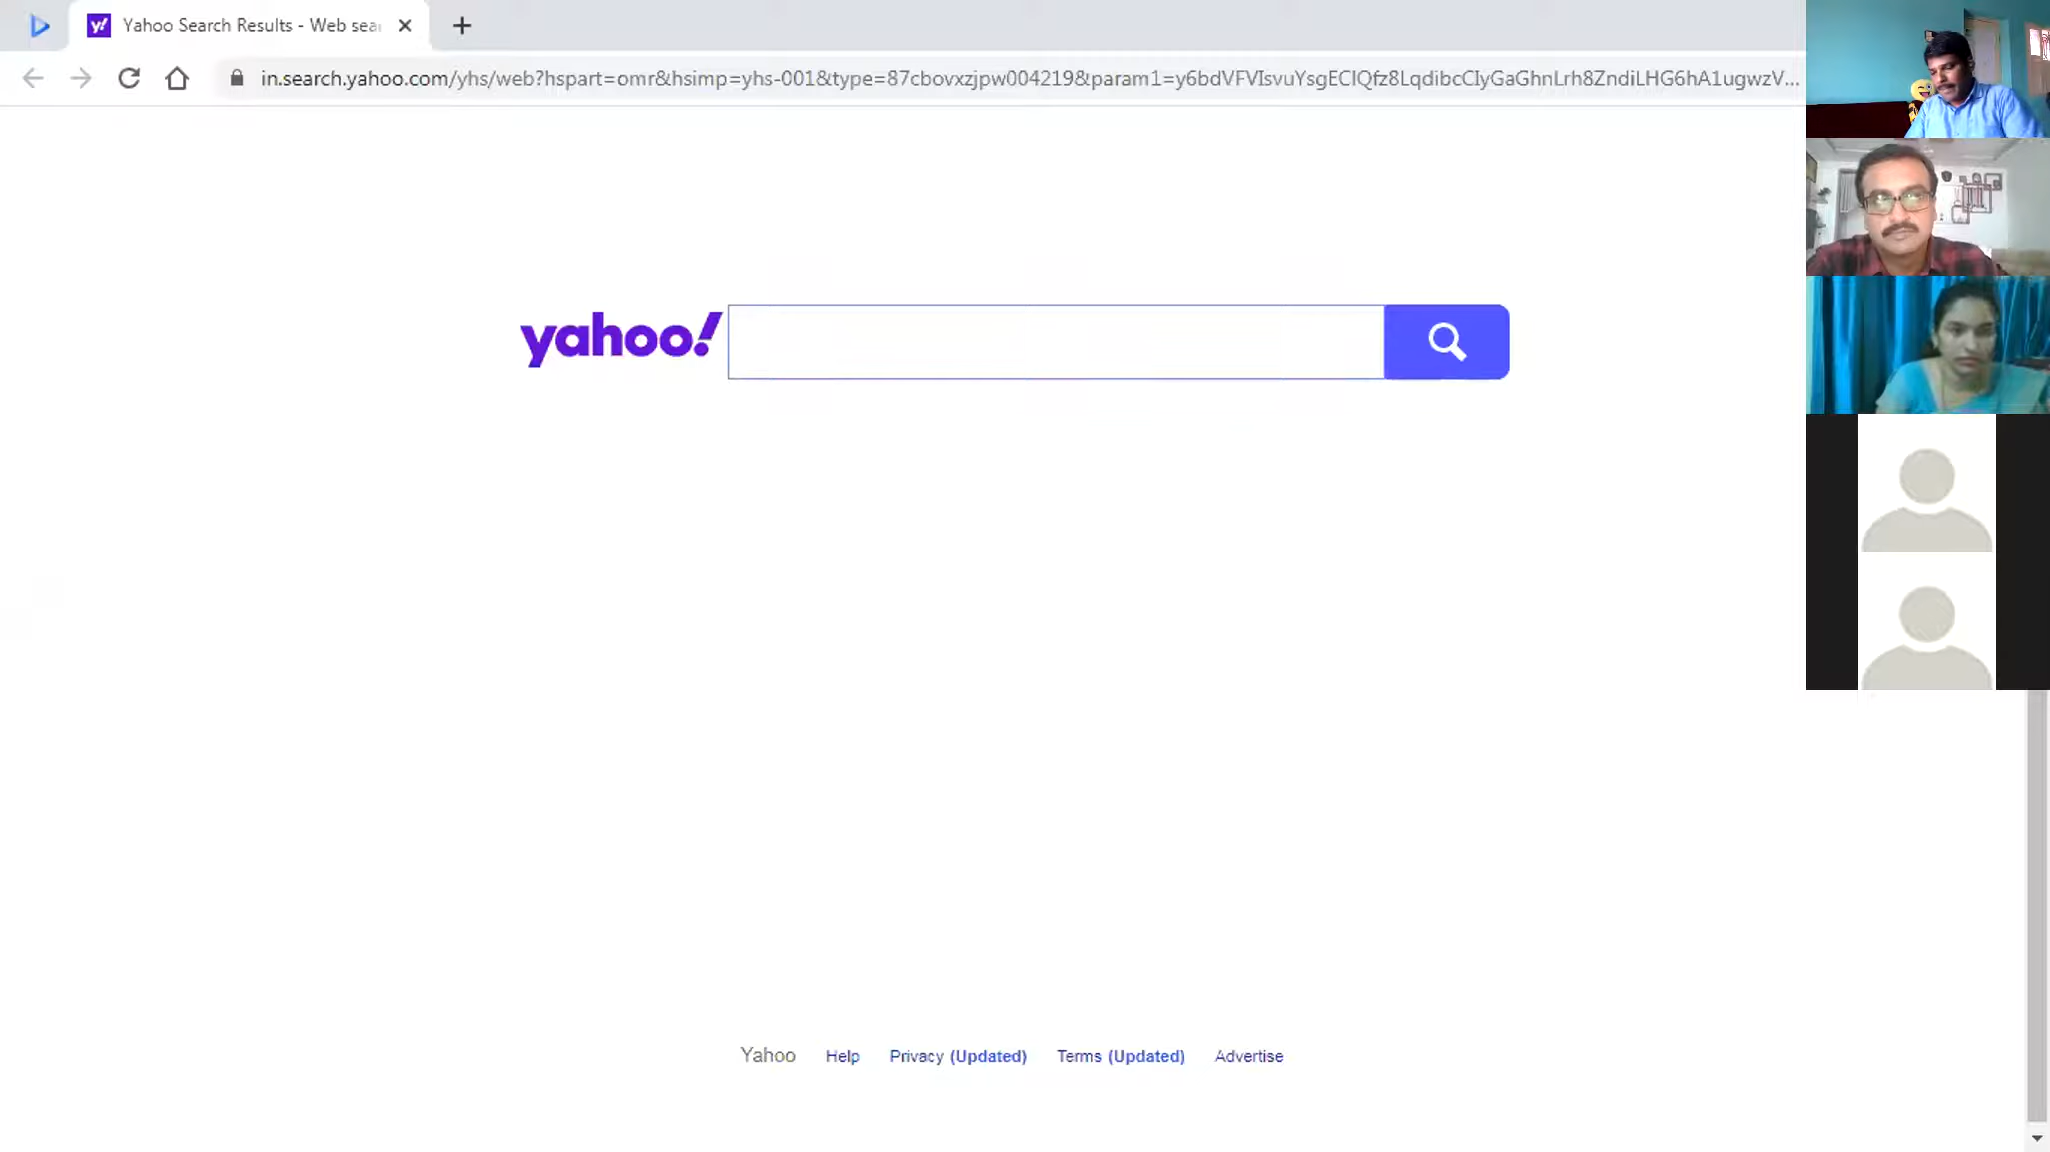 Yahoo Search Results - Web sea
in.search.yahoo.com/yhs/web?hspart=omr&hsimp=yhs-001&type=87cbovxzjpw004219&param1=y6bdVFVIsvuYsgEClQfz8LqdibcCIyGaGhnLrh8ZndiLHG6hA1ugwzV...
yahoo!
Yahoo Help Privacy (Updated) Terms (Updated) Advertise